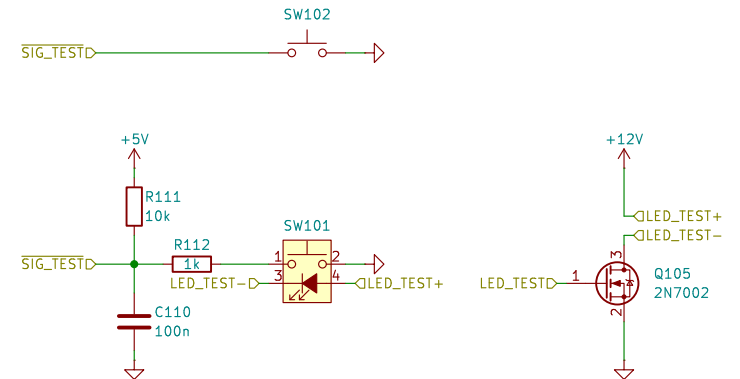 SW102
SIG_TEST
+5V
+12V
R111
10k
LED_TEST+
LED_TEST-
SW101
R112
SIG_TEST
1k
1
2
3
4
LED_TEST-
LED_TEST+
3
LED_TEST
1
Q105
2N7002
2
C110
100n